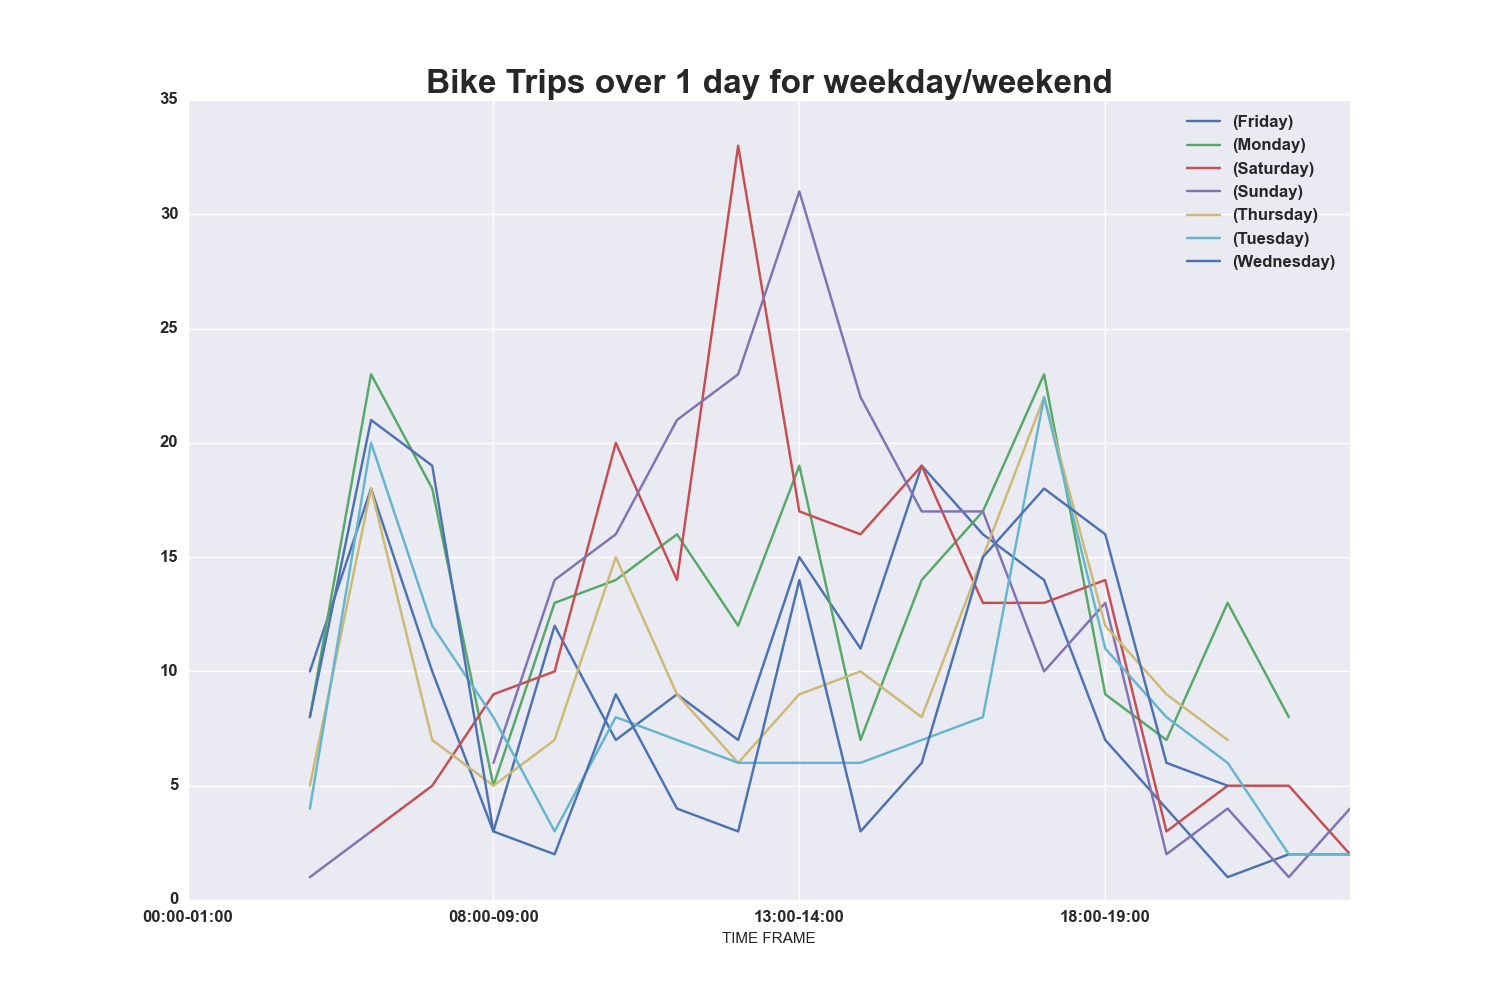 Bike Trips over 1 day for weekday/weekend
35
30
25
20
15
10
5
0
(Friday)
(Monday)
(Saturday)
(Sunday)
(Thursday)
(Tuesday)
(Wednesday)
00:00-01:00 08:00-09:00 13:00-14:00 18:00-19:00
TIME FRAME